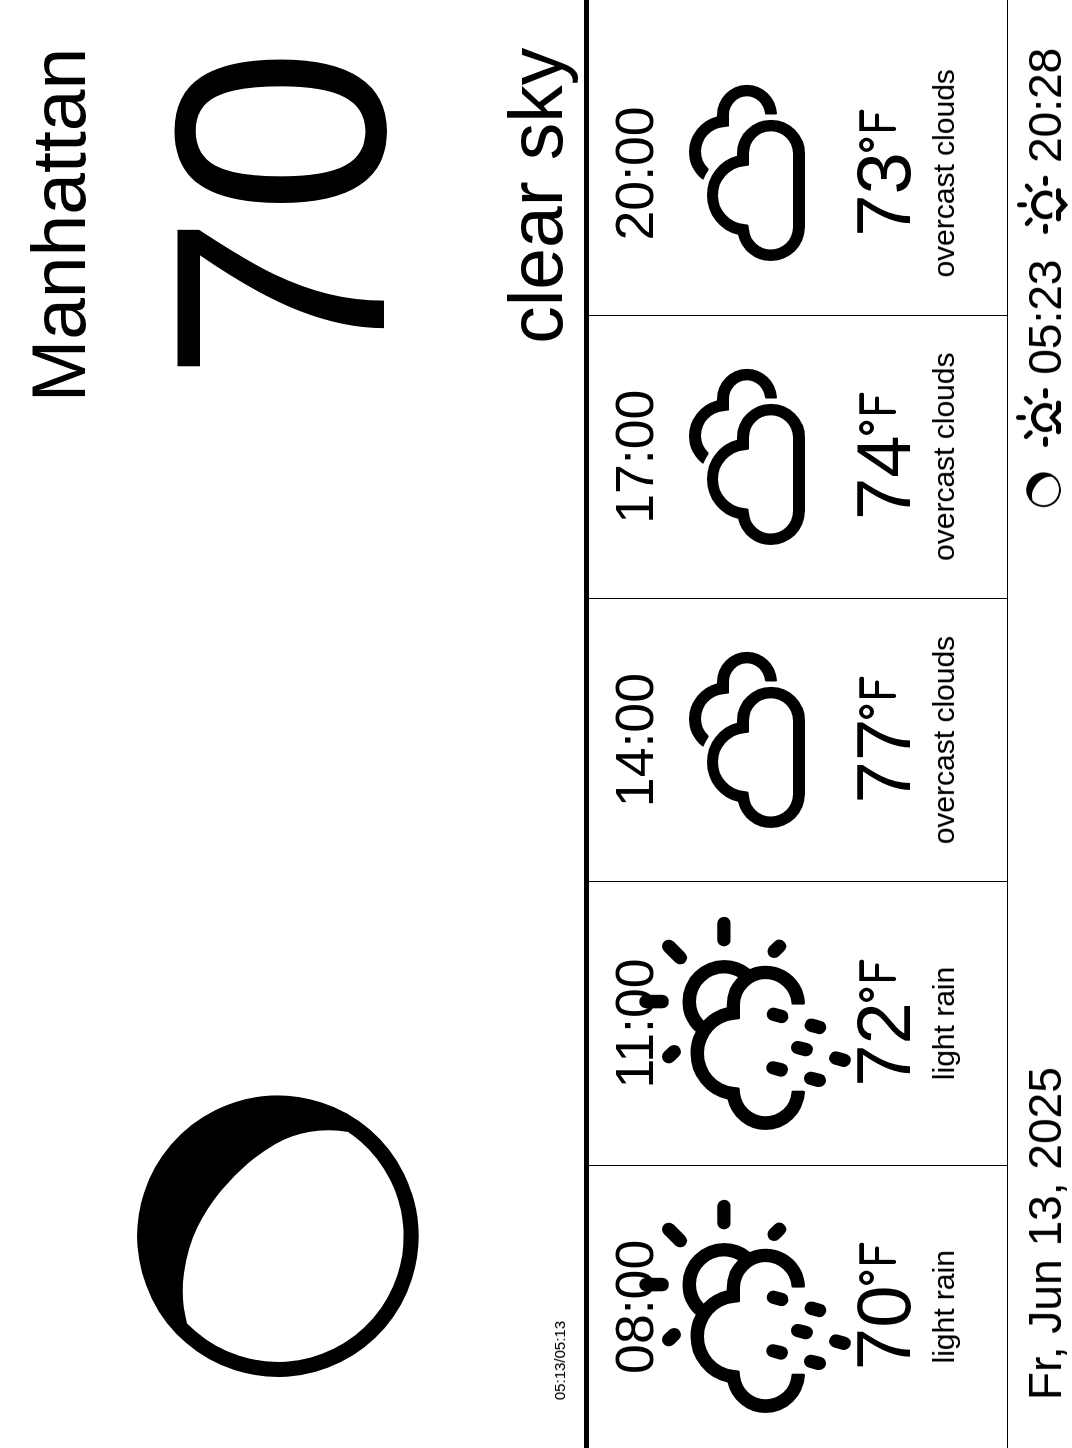 Manhattan
70
clear sky
05:13/05:13
08:00
70°F
light rain
11:00
72°F
light rain
14:00
77°F
overcast clouds
17:00
74°F
overcast clouds
20:00
73°F
overcast clouds
Fr, Jun 13, 2025
05:23 20:28